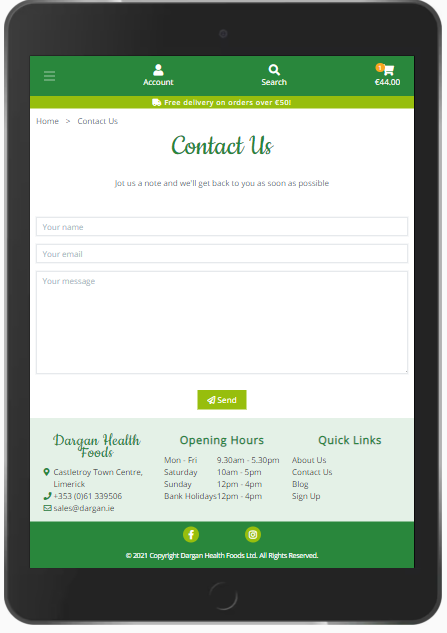 Account
Search
1
€44.00
Free delivery on orders over €50!
Home > Contact Us
Contact Us
Jot us a note and we'll get back to you as soon as possible
Your name
Your email
Your message
Send
Dargan Health
Foods
Castletroy Town Centre,
Limerick
+353 (0)61 339506
sales@dargan.ie
Opening Hours
Mon - Fri 9.30am - 5.30pm
Saturday 10am - 5pm
Sunday 12pm - 4pm
Bank Holidays 12pm - 4pm
Quick Links
About Us
Contact Us
Blog
Sign Up
© 2021 Copyright Dargan Health Foods Ltd. All Rights Reserved.